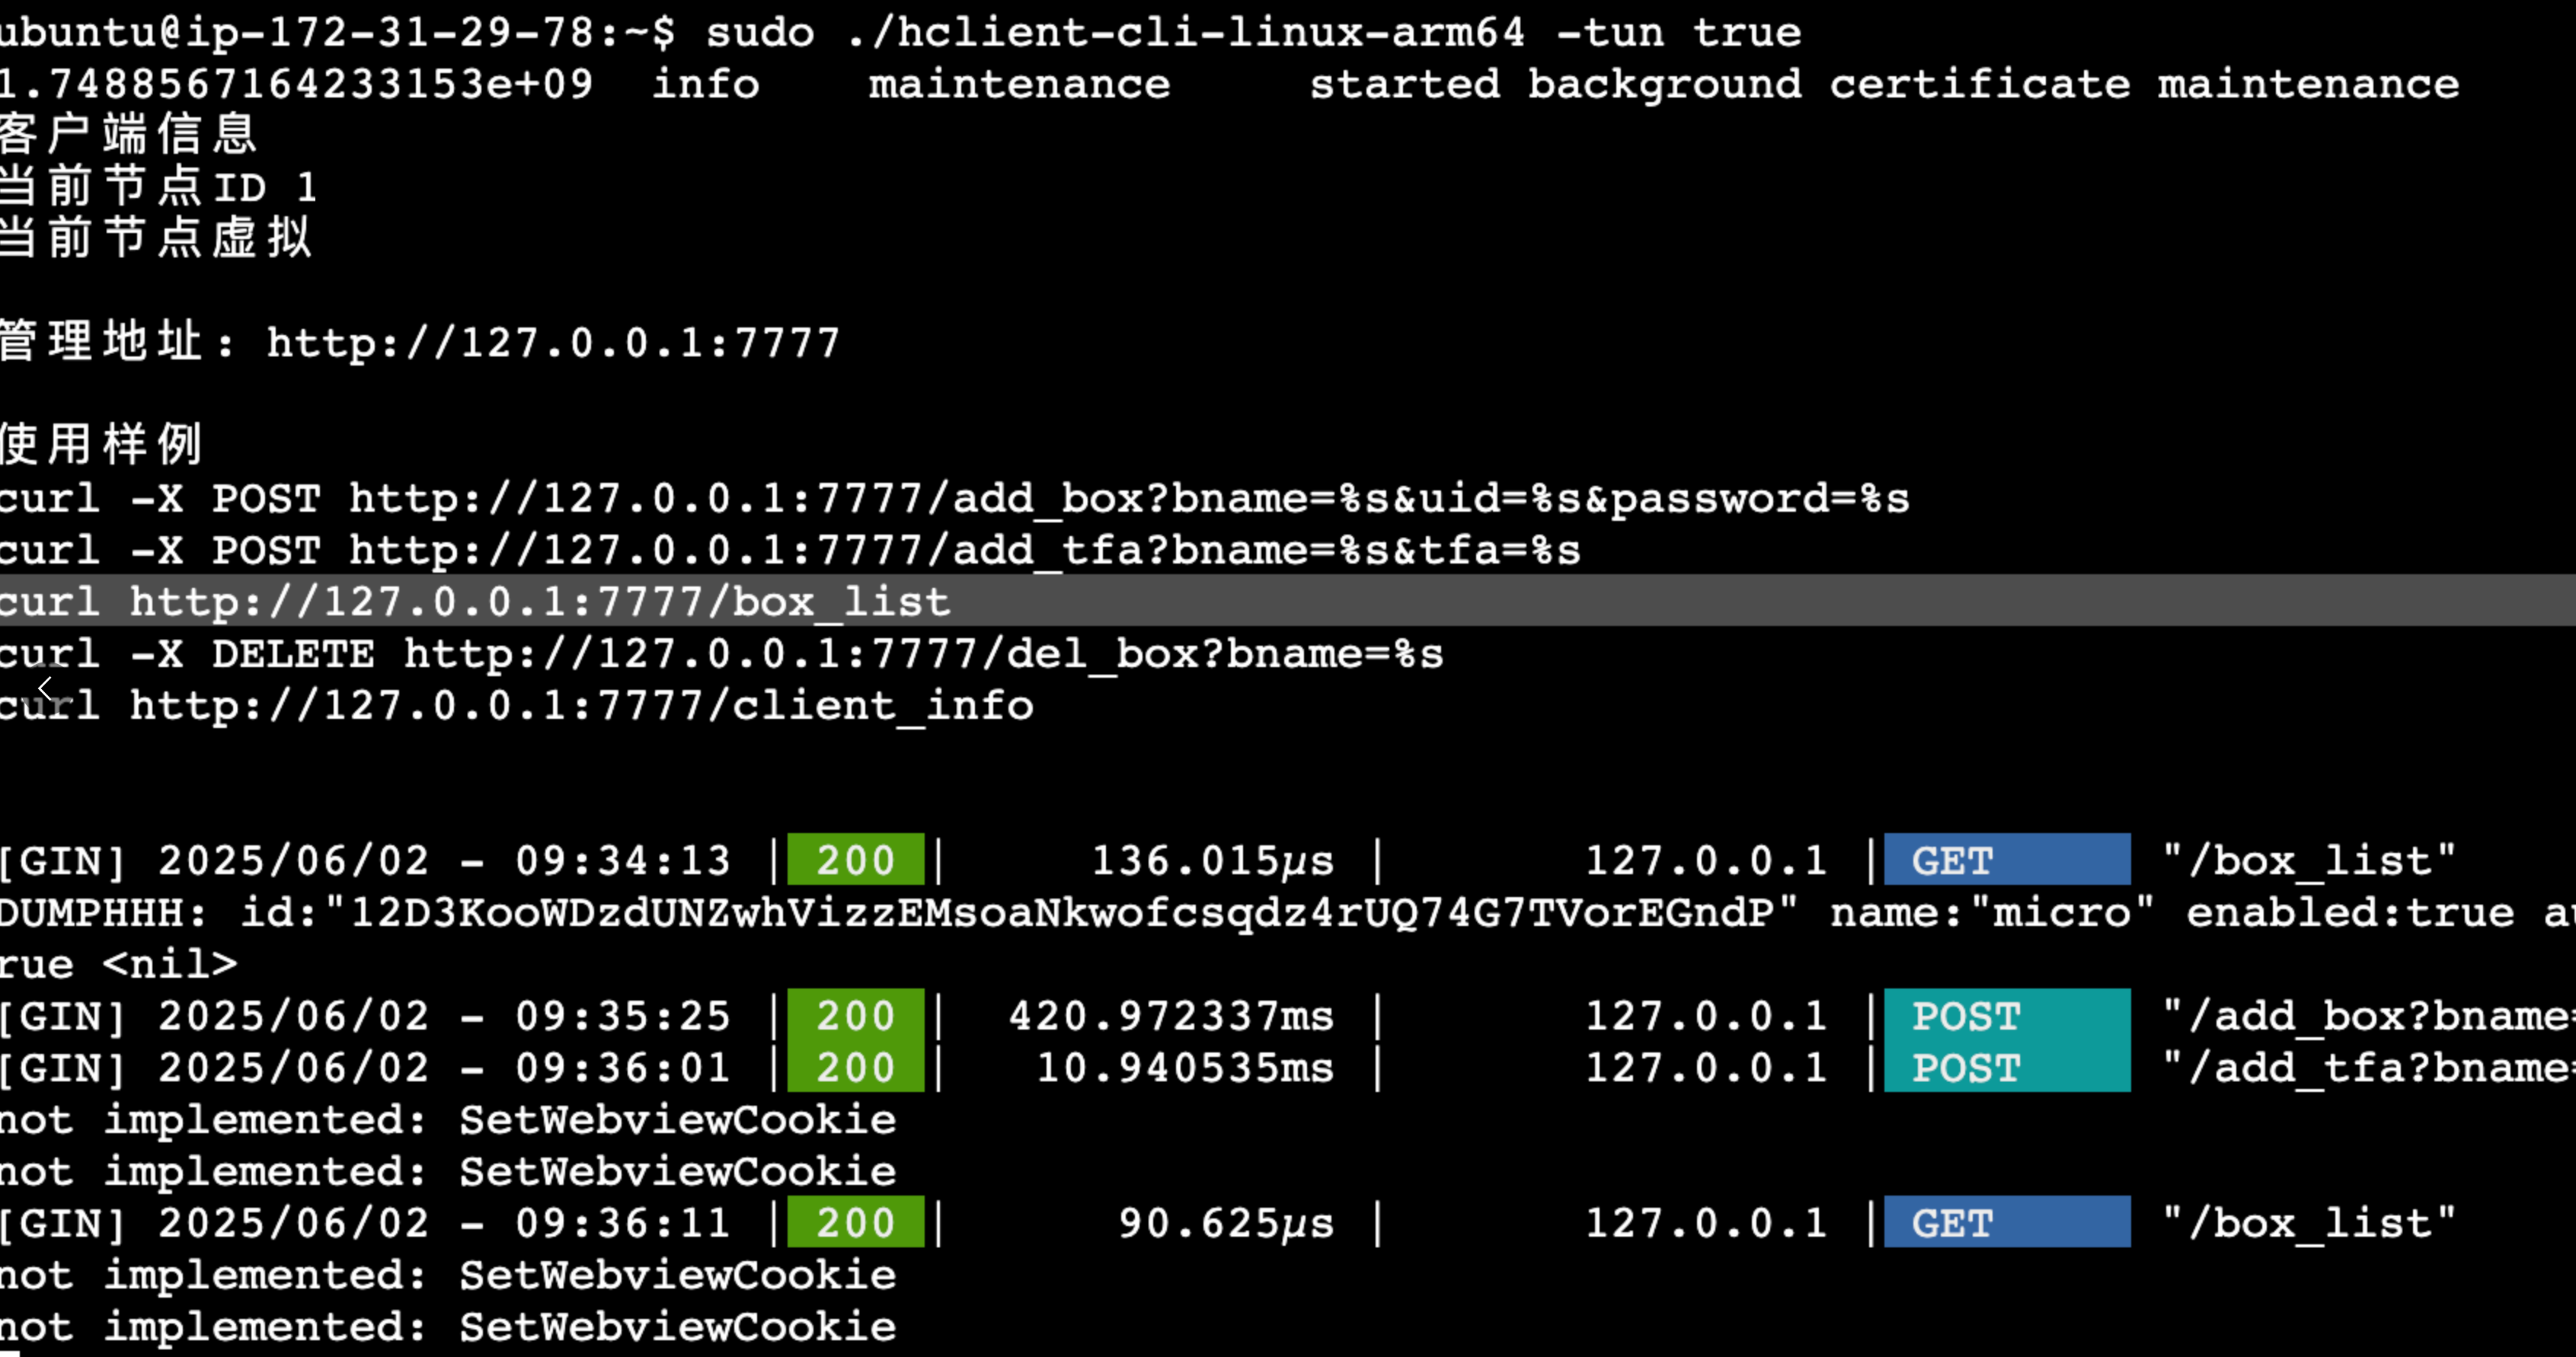 ubuntu@ip-172-31-29-78:~$ sudo ./hclient-cli-linux-arm64 -tun true
1.7488567164233153e+09 info maintenance started background certificate maintenance
客户端信息
当前节点ID 1
当前节点虚拟
管理地址: http://127.0.0.1:7777
使用样例
curl -X POST http://127.0.0.1:7777/add_box?bname=%s&uid=%s&password=%s
curl -X POST http://127.0.0.1:7777/add_tfa?bname=%s&tfa=%s
curl http://127.0.0.1:7777/box_list
curl -X DELETE http://127.0.0.1:7777/del_box?bname=%s
curl http://127.0.0.1:7777/client_info
[GIN] 2025/06/02 - 09:34:13 | 200 | 136.015µs | 127.0.0.1 | GET "/box_list"
DUMPHHH: id:"12D3KooWDzdUNZwhVizzEMsoaNkwofcsqdz4rUQ74G7TVorEGndP" name:"micro" enabled:true au
rue <nil>
[GIN] 2025/06/02 - 09:35:25 | 200 | 420.972337ms | 127.0.0.1 | POST "/add_box?bname=
[GIN] 2025/06/02 - 09:36:01 | 200 | 10.940535ms | 127.0.0.1 | POST "/add_tfa?bname=
not implemented: SetWebviewCookie
not implemented: SetWebviewCookie
[GIN] 2025/06/02 - 09:36:11 | 200 | 90.625µs | 127.0.0.1 | GET "/box_list"
not implemented: SetWebviewCookie
not implemented: SetWebviewCookie